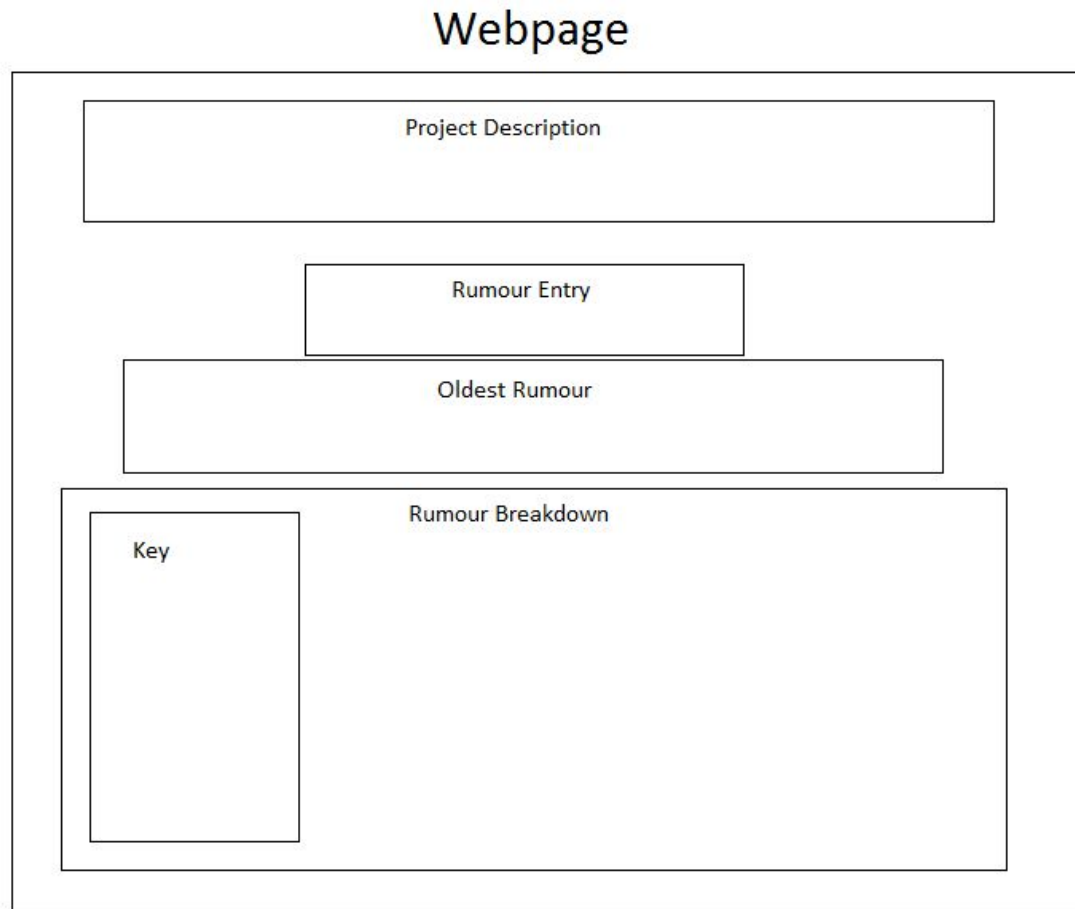 Webpage
Project Description
Rumour Entry
Oldest Rumour
Rumour Breakdown
Key